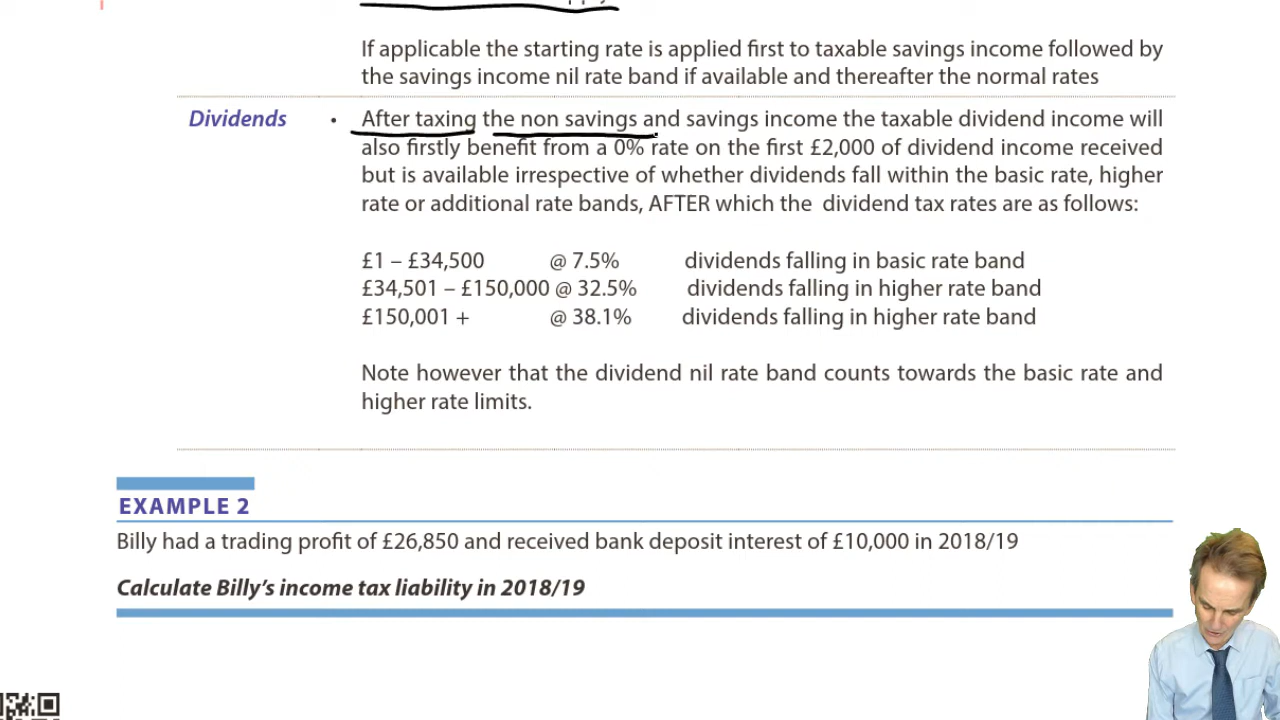 If applicable the starting rate is applied first to taxable savings income followed by
the savings income nil rate band if available and thereafter the normal rates
Dividends • After taxing the non savings and savings income the taxable dividend income will
also firstly benefit from a 0% rate on the first £2,000 of dividend income received
but is available irrespective of whether dividends fall within the basic rate, higher
rate or additional rate bands, AFTER which the dividend tax rates are as follows:
£1 – £34,500 @ 7.5% dividends falling in basic rate band
£34,501 – £150,000 @ 32.5% dividends falling in higher rate band
£150,001 + @ 38.1% dividends falling in higher rate band
Note however that the dividend nil rate band counts towards the basic rate and
higher rate limits.
EXAMPLE 2
Billy had a trading profit of £26,850 and received bank deposit interest of £10,000 in 2018/19
Calculate Billy's income tax liability in 2018/19